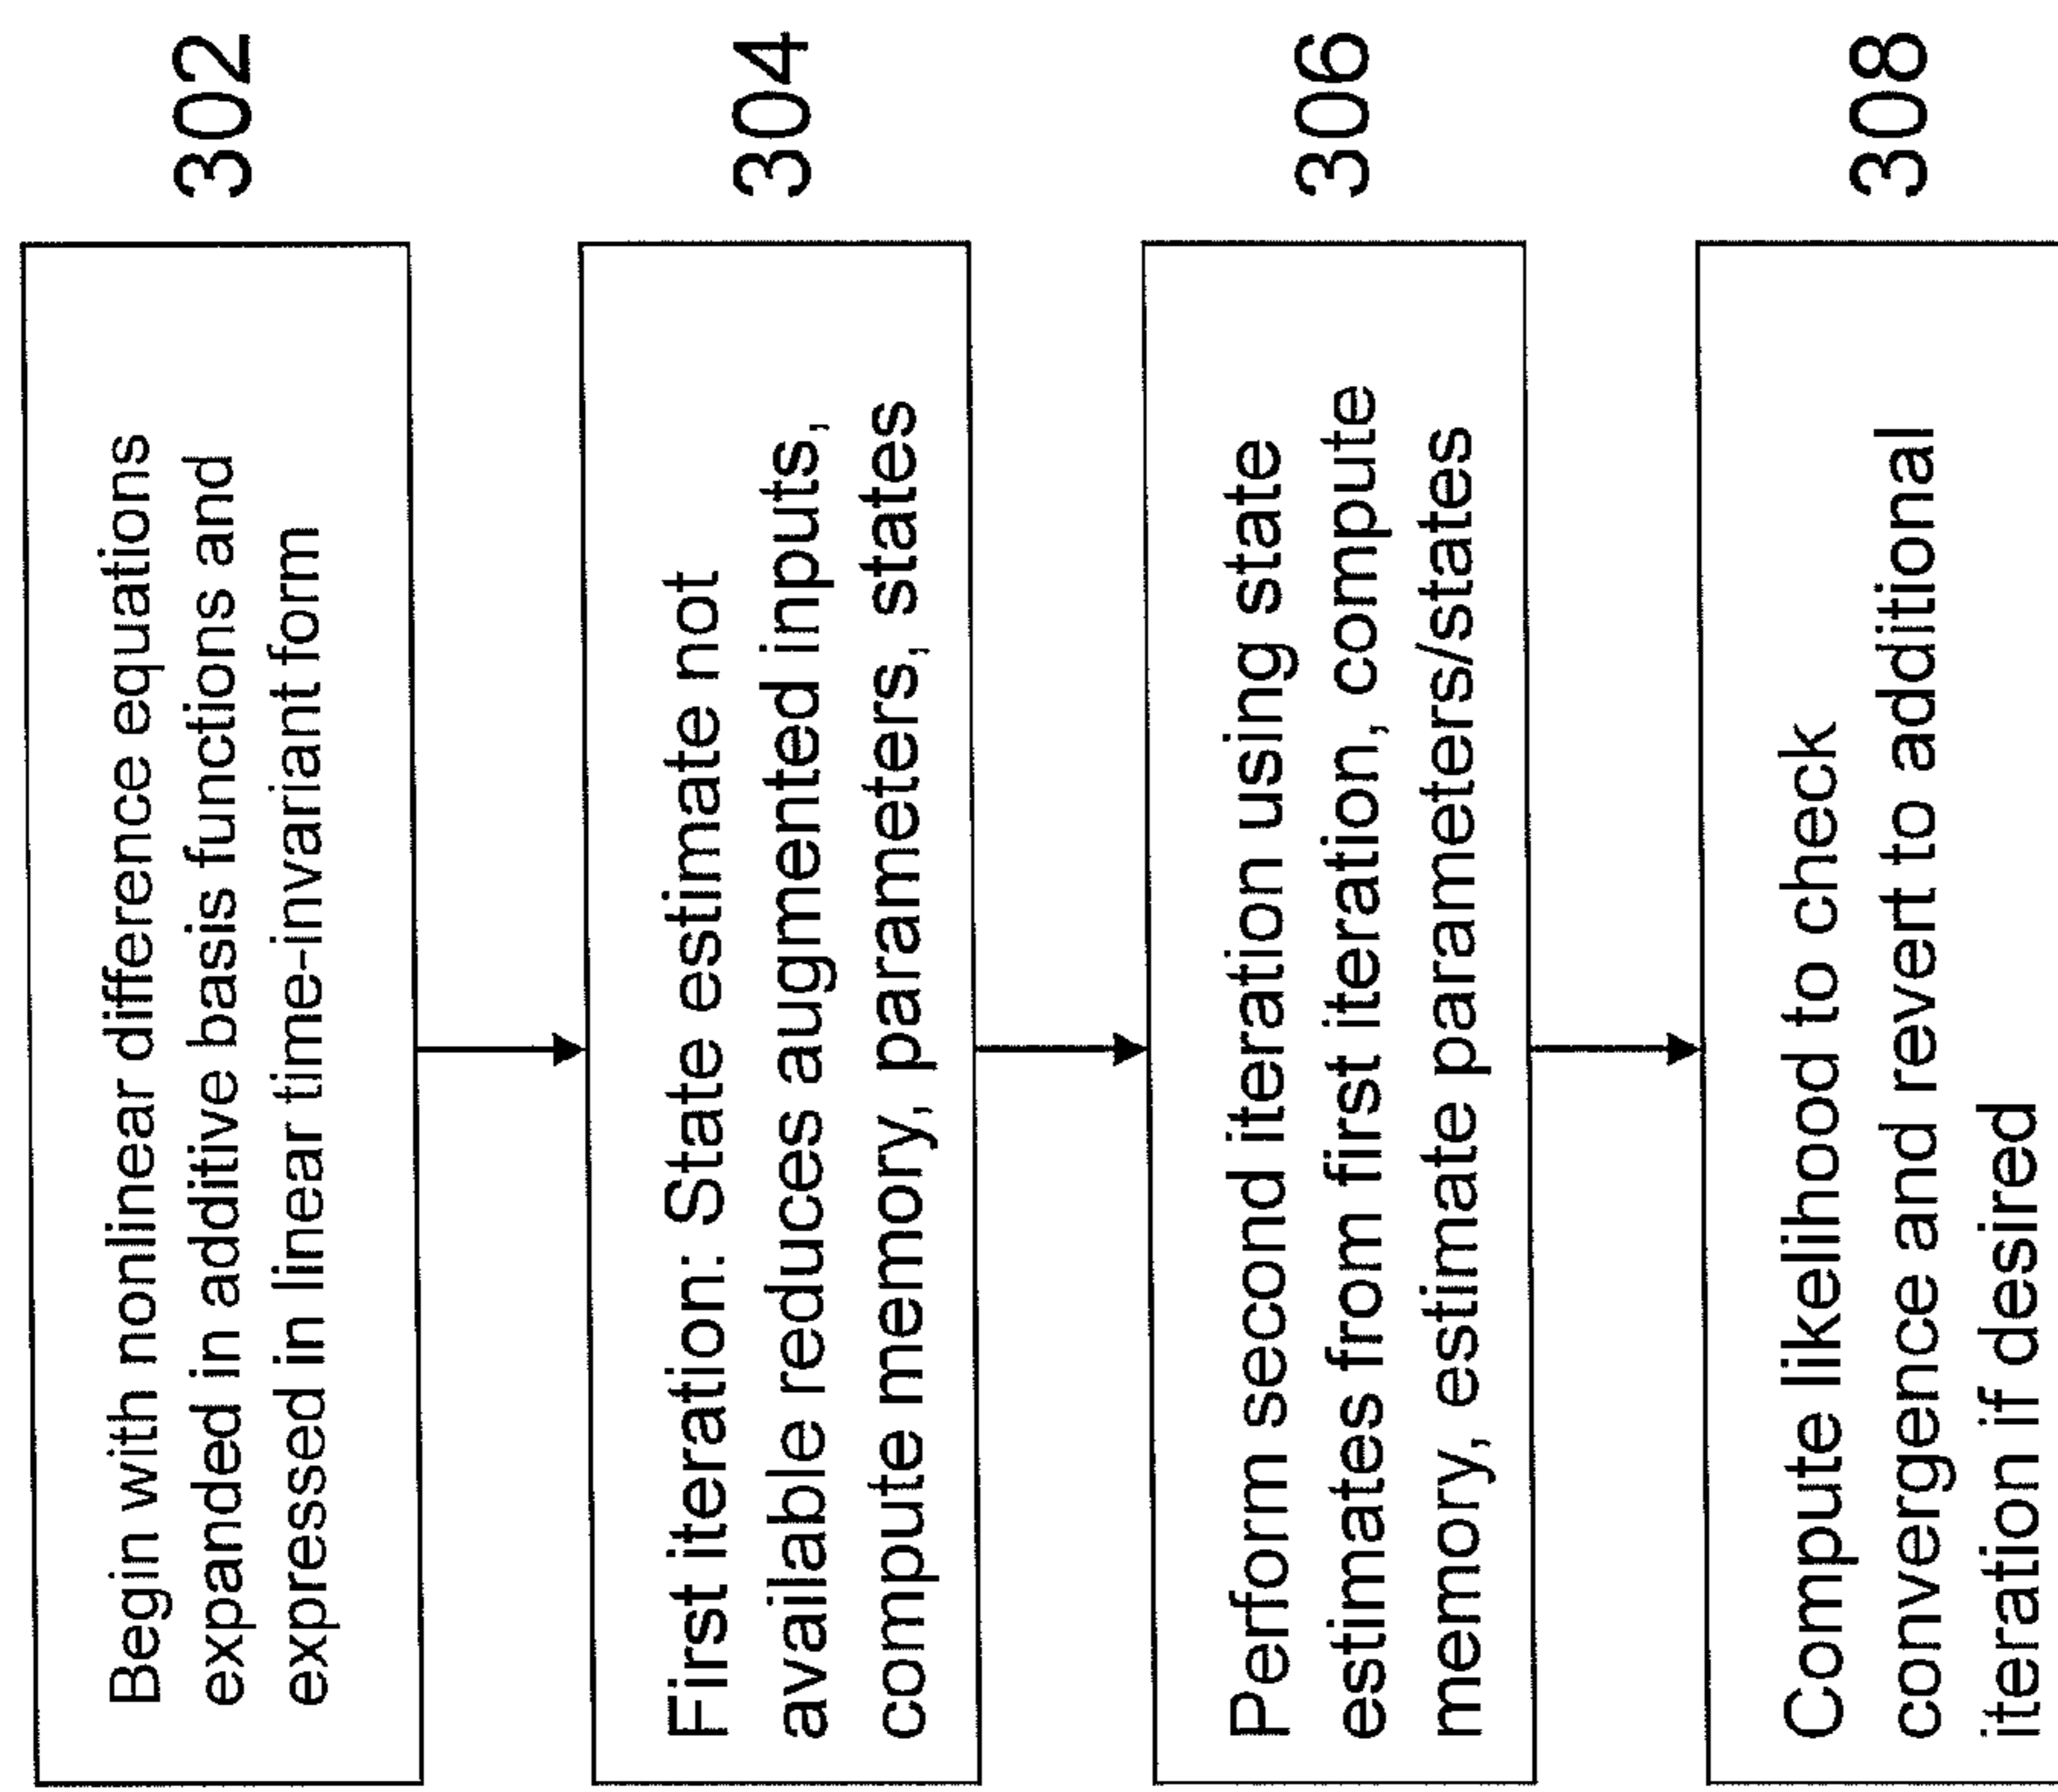 Begin with nonlinear difference equations
expanded in additive basis functions and
expressed in linear time-invariant form
302
First iteration: State estimate not
available reduces augmented inputs,
compute memory, parameters, states
304
Perform second iteration using state
estimates from first iteration, compute
memory, estimate parameters/states
306
Compute likelihood to check
convergence and revert to additional
iteration if desired
308